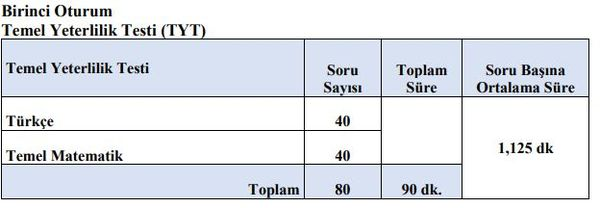 Birinci Oturum
Temel Yeterlilik Testi (TYT)
Temel Yeterlilik Testi Soru Sayısı Toplam Süre Soru Başına Ortalama Süre
Türkçe 40
Temel Matematik 40
1,125 dk
Toplam 80 90 dk.